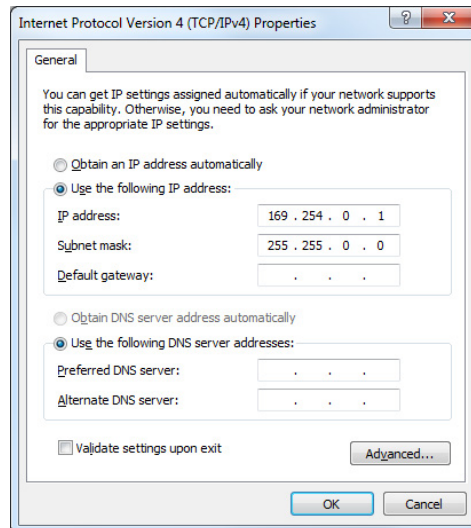 Internet Protocol Version 4 (TCP/IPv4) Properties
?
General
You can get IP settings assigned automatically if your network supports
this capability. Otherwise, you need to ask your network administrator
for the appropriate IP settings.
Obtain an IP address automatically
Use the following IP address:
IP address: 169 . 254 . 0 . 1
Subnet mask: 255 . 255 . 0 . 0
Default gateway: . . .
Obtain DNS server address automatically
Use the following DNS server addresses:
Preferred DNS server: . . .
Alternate DNS server: . . .
Validate settings upon exit
Advanced...
OK Cancel